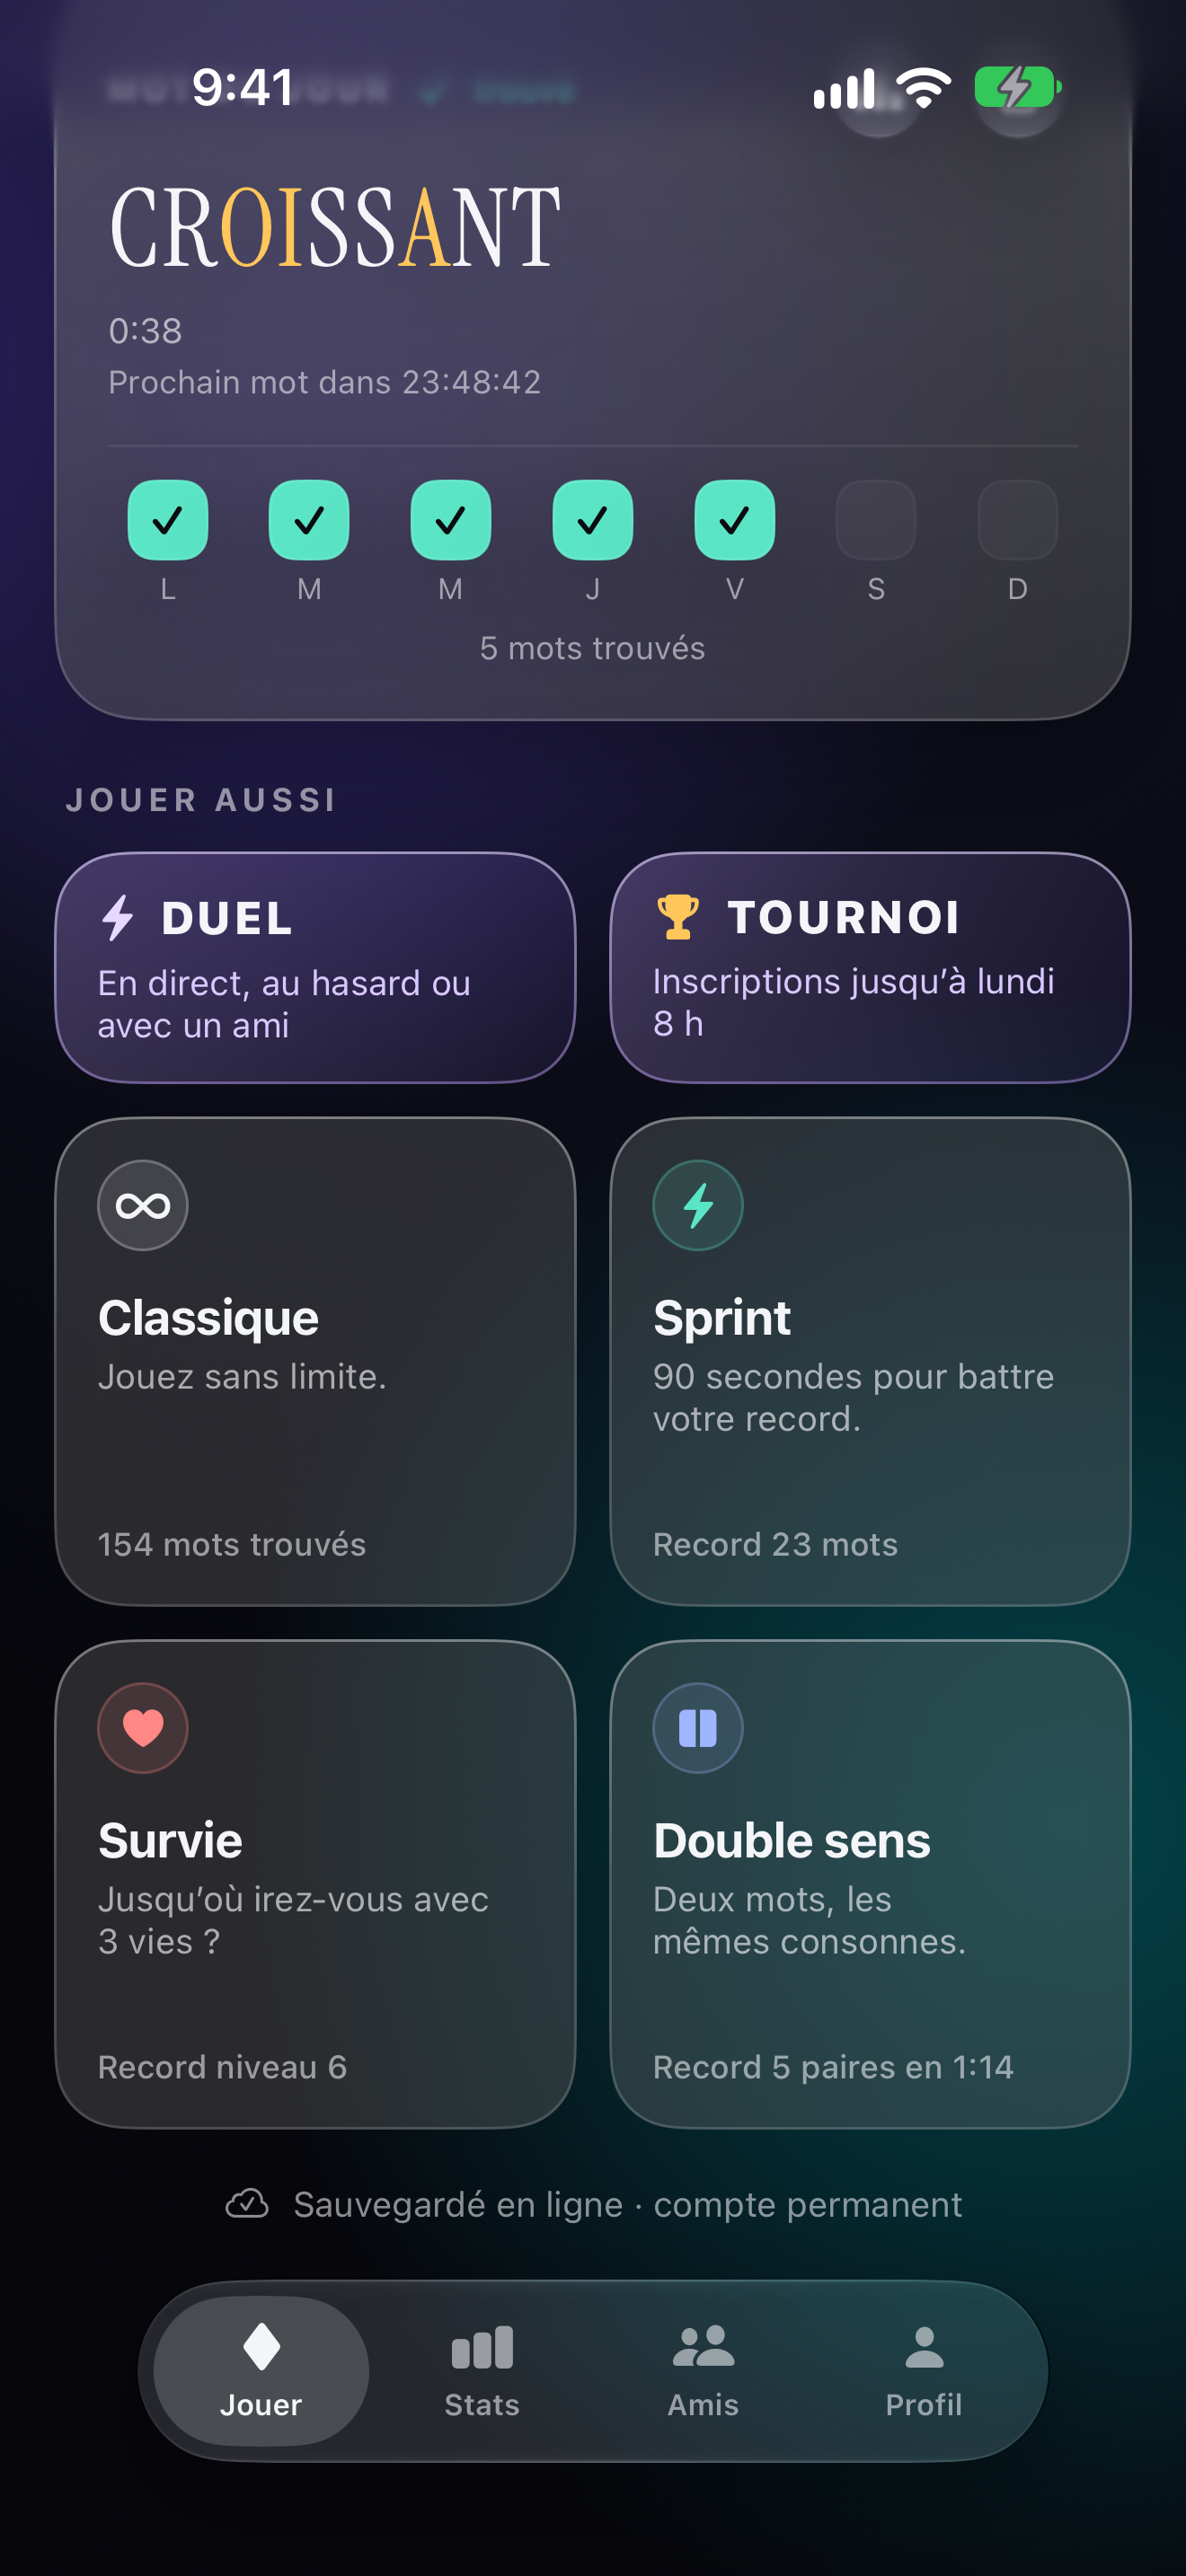 9:41
CROISSANT
0:38
Prochain mot dans 23:48:42
L M M J V S D
5 mots trouvés
JOUER AUSSI
DUEL
En direct, au hasard ou
avec un ami
TOURNOI
Inscriptions jusqu’à lundi
8 h
Classique
Jouez sans limite.
154 mots trouvés
Sprint
90 secondes pour battre
votre record.
Record 23 mots
Survie
Jusqu’où irez-vous avec
3 vies ?
Record niveau 6
Double sens
Deux mots, les
mêmes consonnes.
Record 5 paires en 1:14
Sauvegardé en ligne · compte permanent
Jouer
Stats
Amis
Profil